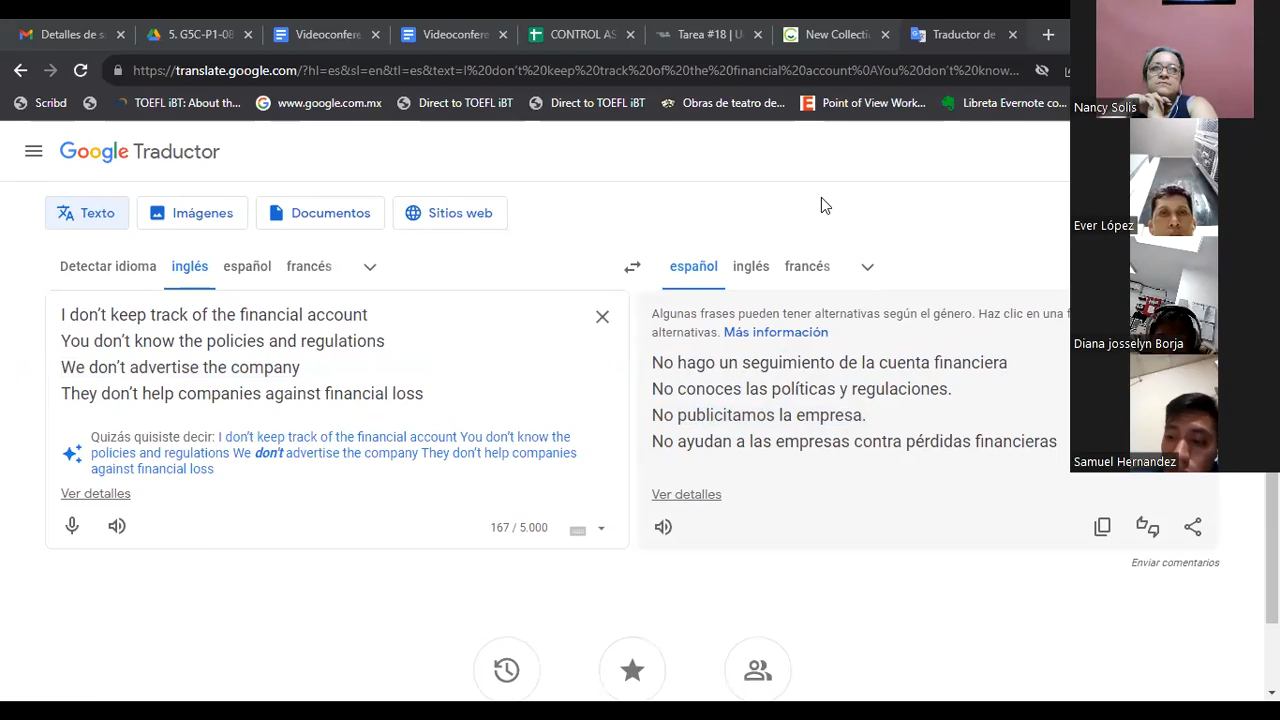 Detalles de s
5. G5C-P1-08
Videoconfere
Videoconfere
CONTROL AS
Tarea #18 | U
New Collecti
Traductor de
https://translate.google.com/?hl=es&sl=en&tl=es&text=I%20don't%20keep%20track%20of%20the%20financial%20account%0AYou%20don't%20know...
Scribd
TOEFL iBT: About th...
www.google.com.mx
Direct to TOEFL iBT
Direct to TOEFL iBT
Obras de teatro de...
Point of View Work...
Libreta Evernote co...
Google Traductor
Texto
Imágenes
Documentos
Sitios web
Detectar idioma
inglés
español
francés
español
inglés
francés
I don't keep track of the financial account
You don't know the policies and regulations
We don't advertise the company
They don't help companies against financial loss
Quizás quisiste decir: I don't keep track of the financial account You don't know the
policies and regulations We don't advertise the company They don't help companies
against financial loss
Ver detalles
167 / 5.000
Algunas frases pueden tener alternativas según el género. Haz clic en una f
alternativas. Más información
No hago un seguimiento de la cuenta financiera
No conoces las políticas y regulaciones.
No publicitamos la empresa.
No ayudan a las empresas contra pérdidas financieras
Ver detalles
Enviar comentarios
Nancy Solis
Ever López
Diana josselyn Borja
Samuel Hernandez